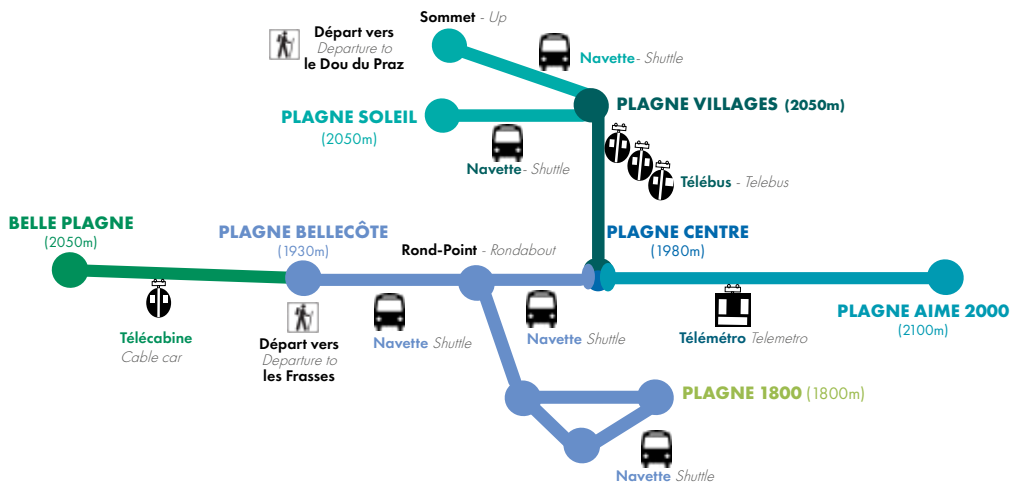 Sommet - Up
Départ vers
Departure to
le Dou du Praz
Navette - Shuttle
PLAGNE VILLAGES (2050m)
PLAGNE SOLEIL
(2050m)
Navette - Shuttle
Télébus - Telebus
BELLE PLAGNE
(2050m)
PLAGNE BELLECÔTE
(1930m)
Rond-Point - Rondabout
PLAGNE CENTRE
(1980m)
PLAGNE AIME 2000
(2100m)
Télécabine
Cable car
Départ vers
Departure to
les Frasses
Navette Shuttle
Navette Shuttle
Télémétro Telemetro
PLAGNE 1800 (1800m)
Navette Shuttle